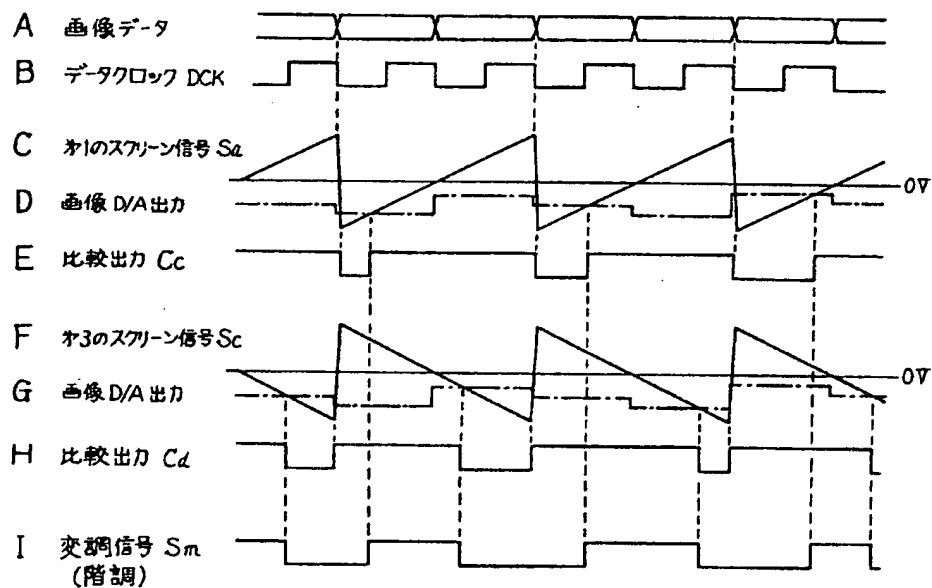 A 画像データ
B データクロック DCK
C 才1のスクリーン信号 Sa
0V
D 画像 D/A 出力
E 比較出力 Cc
F 才3のスクリーン信号 Sc
0V
G 画像 D/A 出力
H 比較出力 Cd
I 変調信号 Sm
(階調)